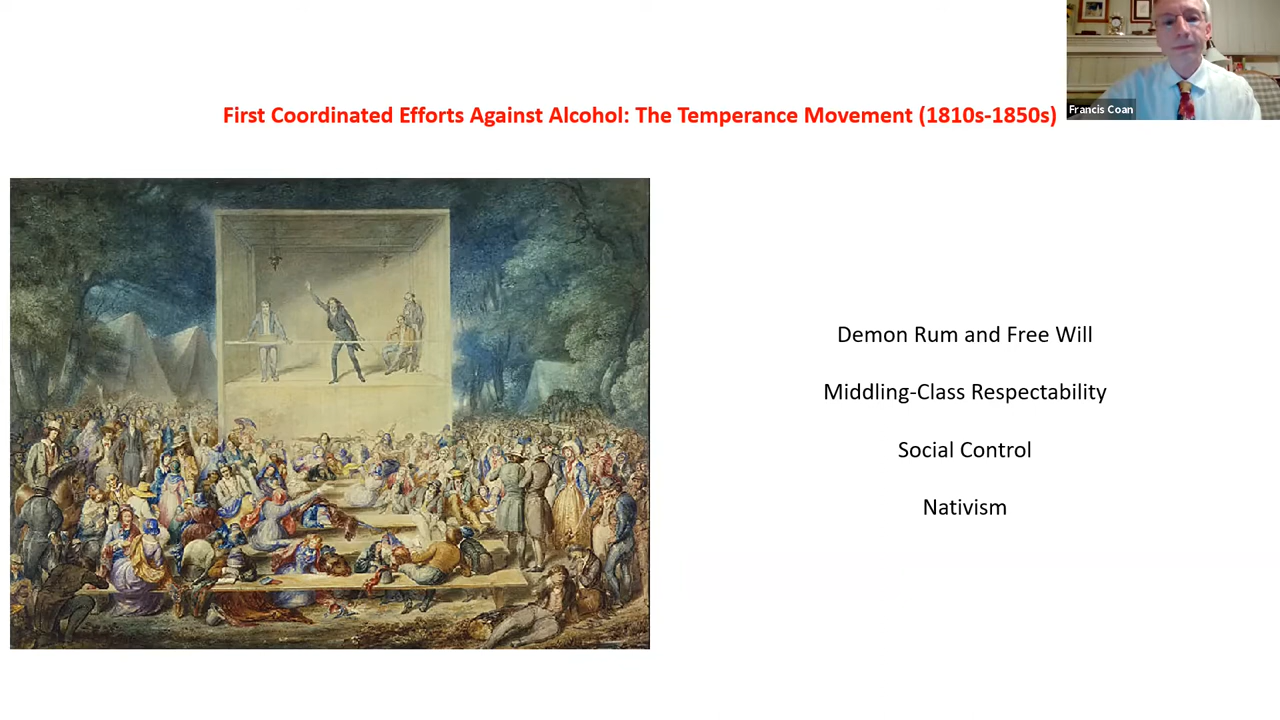 First Coordinated Efforts Against Alcohol: The Temperance Movement (1810s-1850s)
Francis Coan
Demon Rum and Free Will
Middling-Class Respectability
Social Control
Nativism